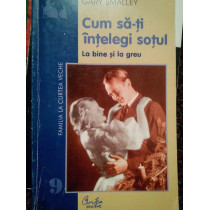 GARY SMALLEY
Cum să-ți
înțelegi soțul
La bine și la greu
FAMILIA LA CURTEA VECHE
9